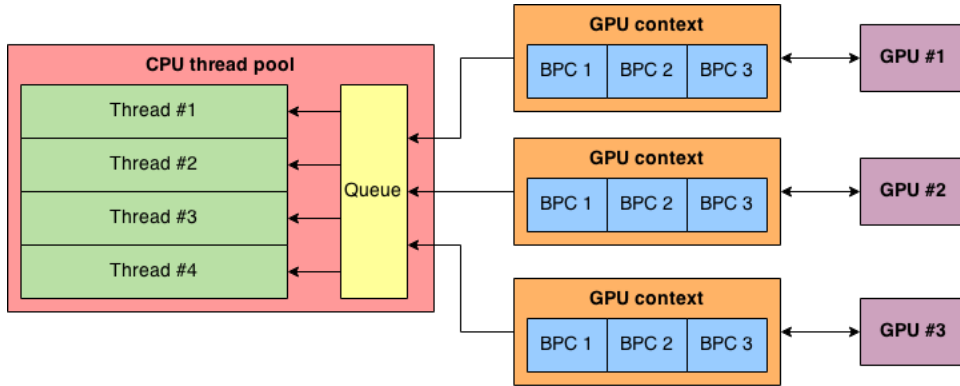 CPU thread pool
Thread #1
Thread #2
Thread #3
Thread #4
Queue
GPU context
BPC 1 BPC 2 BPC 3
GPU #1
GPU context
BPC 1 BPC 2 BPC 3
GPU #2
GPU context
BPC 1 BPC 2 BPC 3
GPU #3